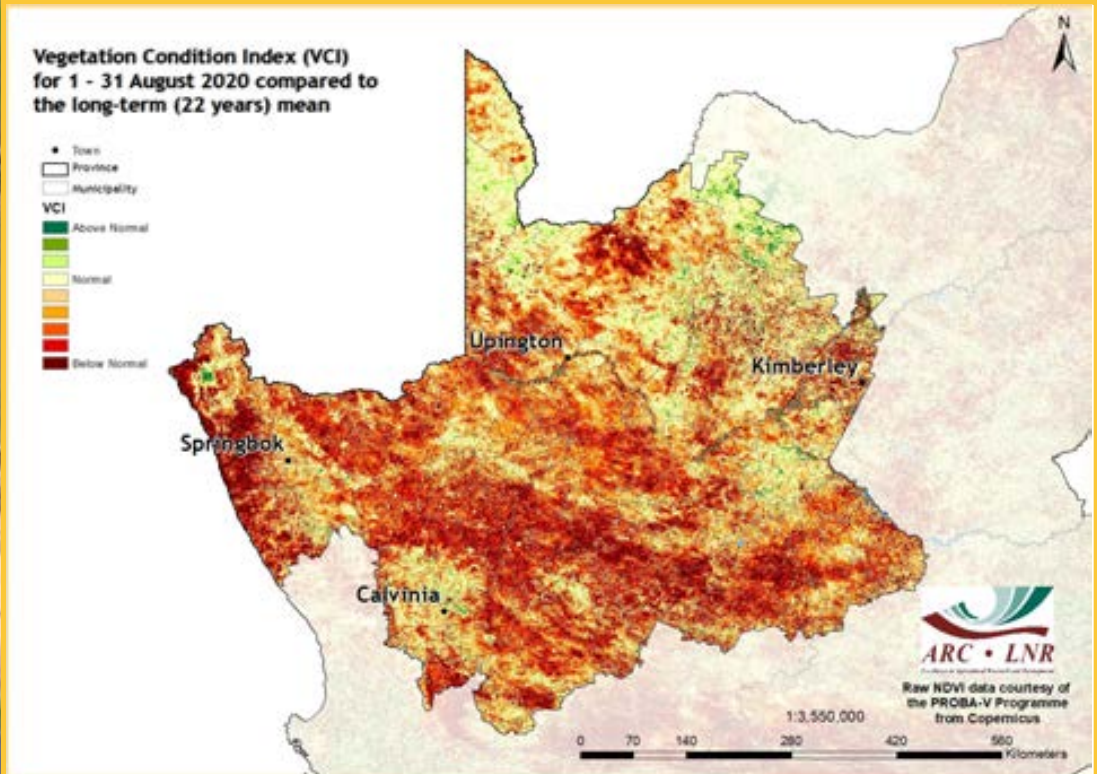 Vegetation Condition Index (VCI)
for 1 - 31 August 2020 compared to
the long-term (22 years) mean
N
Town
Province
Municipality
VCI
Above Normal
Normal
Below Normal
Upington
Kimberley
Springbok
Calvinia
ARC • LNR
Raw NDVI data courtesy of
the PROBA-V Programme
from Copernicus
1:3,550,000
0 70 140 280 420 560
Kilometers